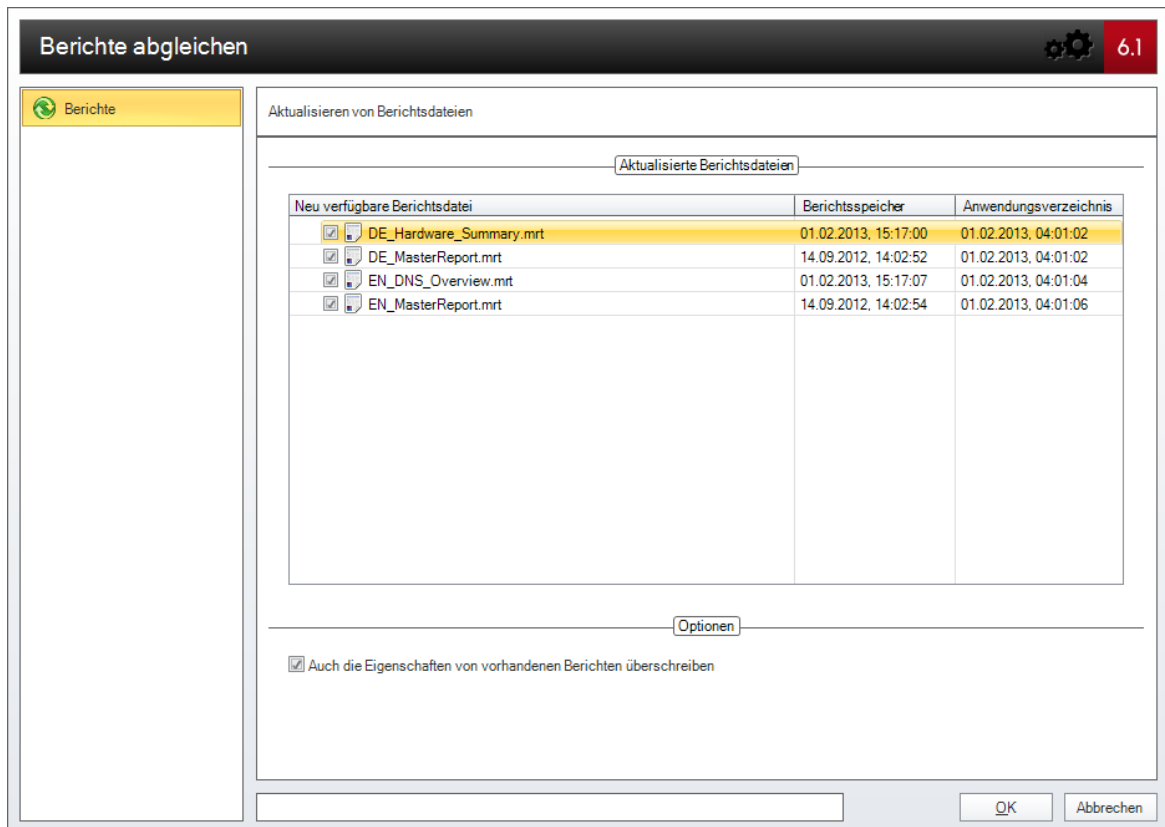 Berichte abgleichen
6.1
Berichte
Aktualisieren von Berichtsdateien
Aktualisierte Berichtsdateien
Neu verfügbare Berichtsdatei Berichtsspeicher Anwendungsverzeichnis
DE_Hardware_Summary.mrt 01.02.2013, 15:17:00 01.02.2013, 04:01:02
DE_MasterReport.mrt 14.09.2012, 14:02:52 01.02.2013, 04:01:02
EN_DNS_Overview.mrt 01.02.2013, 15:17:07 01.02.2013, 04:01:04
EN_MasterReport.mrt 14.09.2012, 14:02:54 01.02.2013, 04:01:06
Optionen
Auch die Eigenschaften von vorhandenen Berichten überschreiben
OK Abbrechen